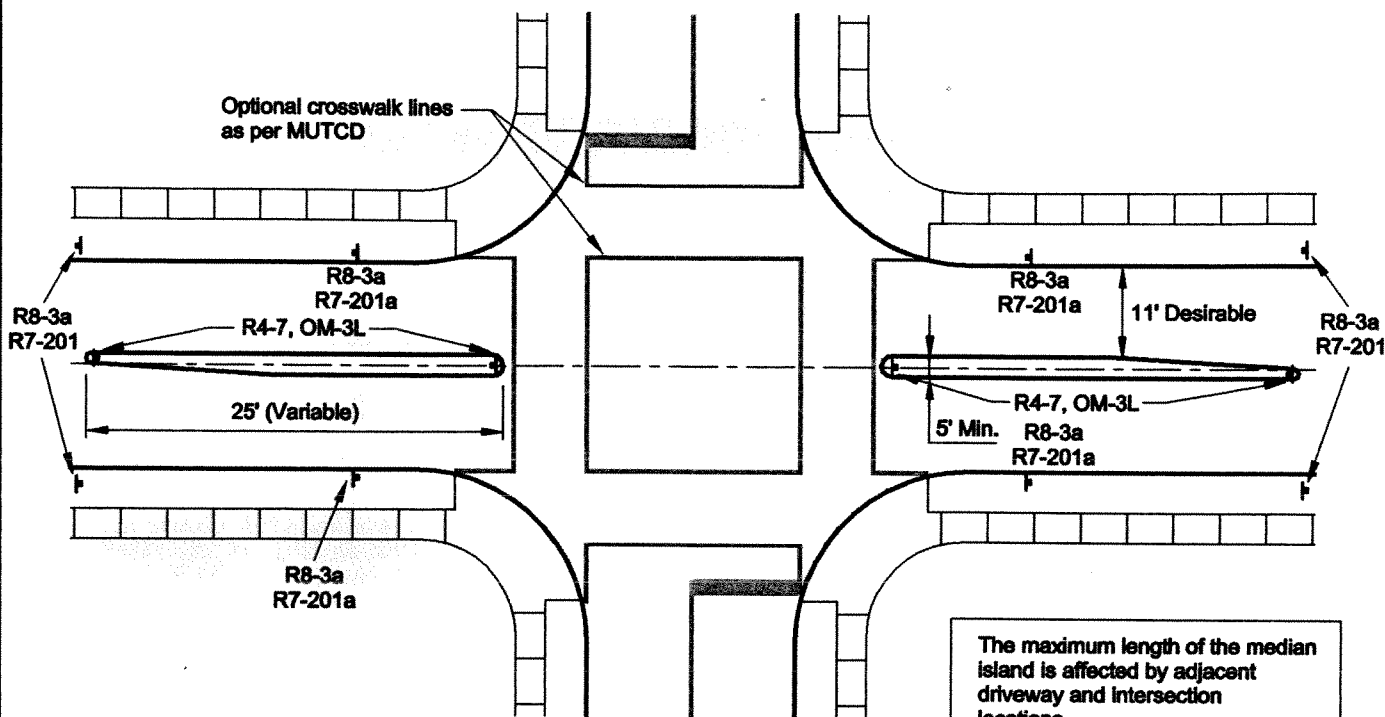 Optional crosswalk lines
as per MUTCD
R8-3a
R7-201
R8-3a
R7-201a
R4-7, OM-3L
25' (Variable)
R8-3a
R7-201a
R8-3a
R7-201a
11' Desirable
R8-3a
R7-201
R4-7, OM-3L
5' Min.
R8-3a
R7-201a
The maximum length of the median
island is affected by adjacent
driveway and intersection
locations